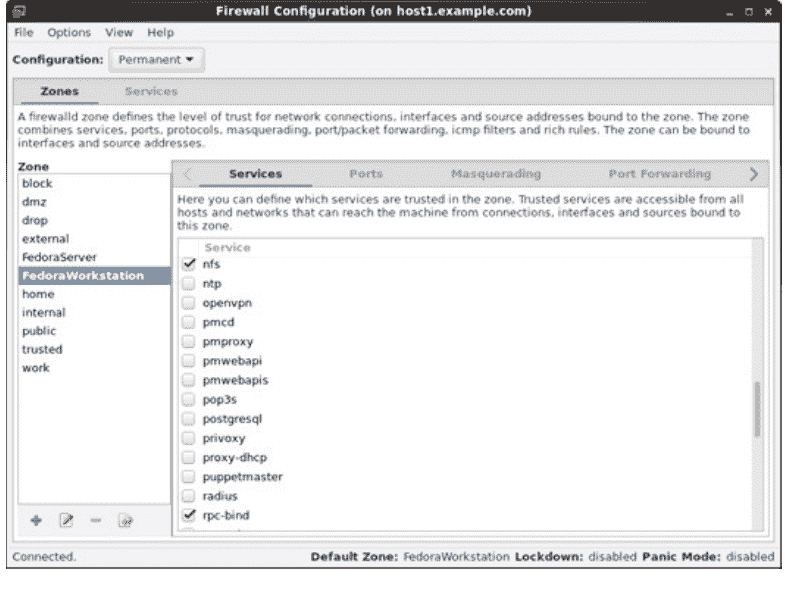 Firewall Configuration (on host1.example.com)
File Options View Help
Configuration: Permanent
Zones Services
A firewalld zone defines the level of trust for network connections, interfaces and source addresses bound to the zone. The zone
combines services, ports, protocols, masquerading, port/packet forwarding, icmp filters and rich rules. The zone can be bound to
interfaces and source addresses.
Zone
block
dmz
drop
external
FedoraServer
FedoraWorkstation
home
internal
public
trusted
work
Services Ports Masquerading Port Forwarding
Here you can define which services are trusted in the zone. Trusted services are accessible from all
hosts and networks that can reach the machine from connections, interfaces and sources bound to
this zone.
Service
nfs
ntp
openvpn
pmcd
pmproxy
pmwebapi
pmwebapis
pop3s
postgresql
privoxy
proxy-dhcp
puppetmaster
radius
rpc-bind
Connected.
Default Zone: FedoraWorkstation Lockdown: disabled Panic Mode: disabled